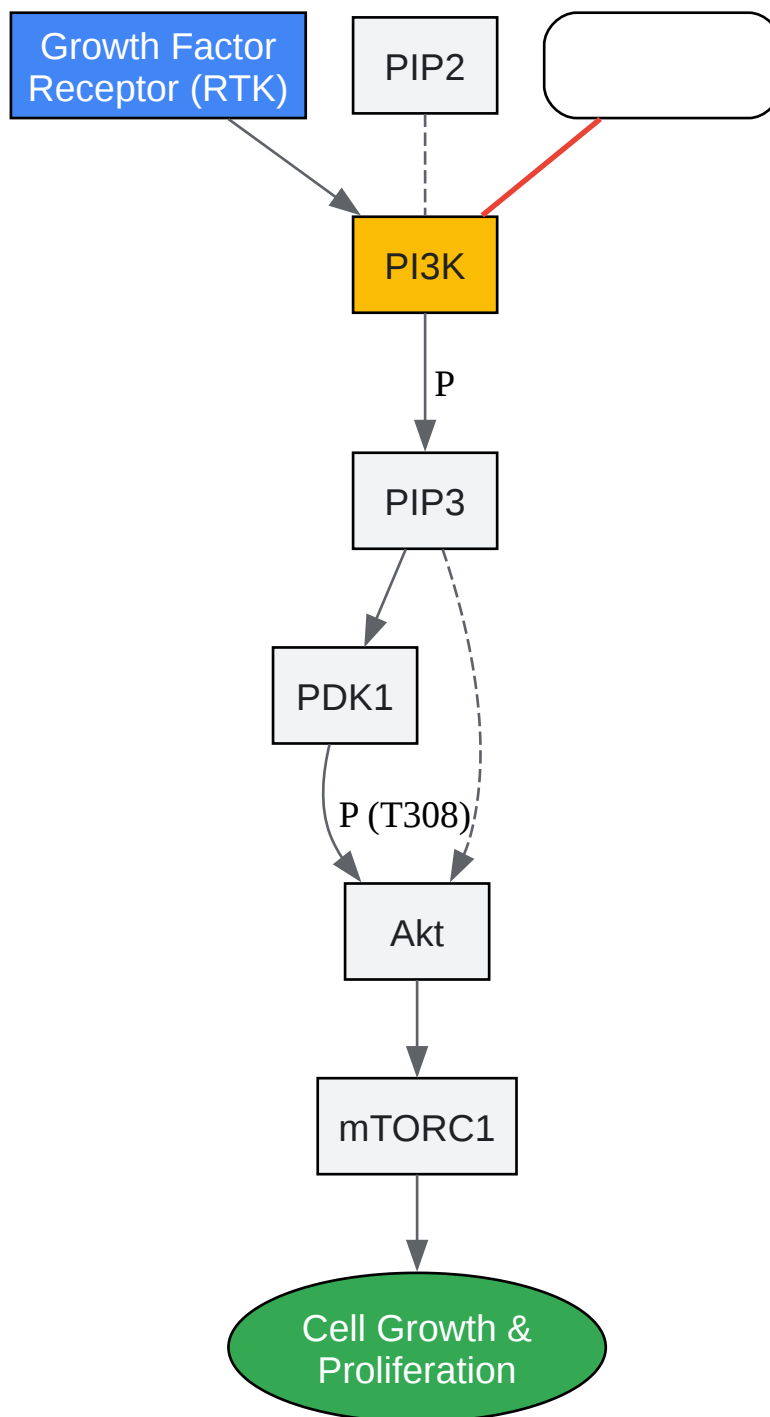 Growth Factor
Receptor (RTK)
PIP2
PI3K
P
PIP3
PDK1
P (T308)
Akt
mTORC1
Cell Growth &
Proliferation